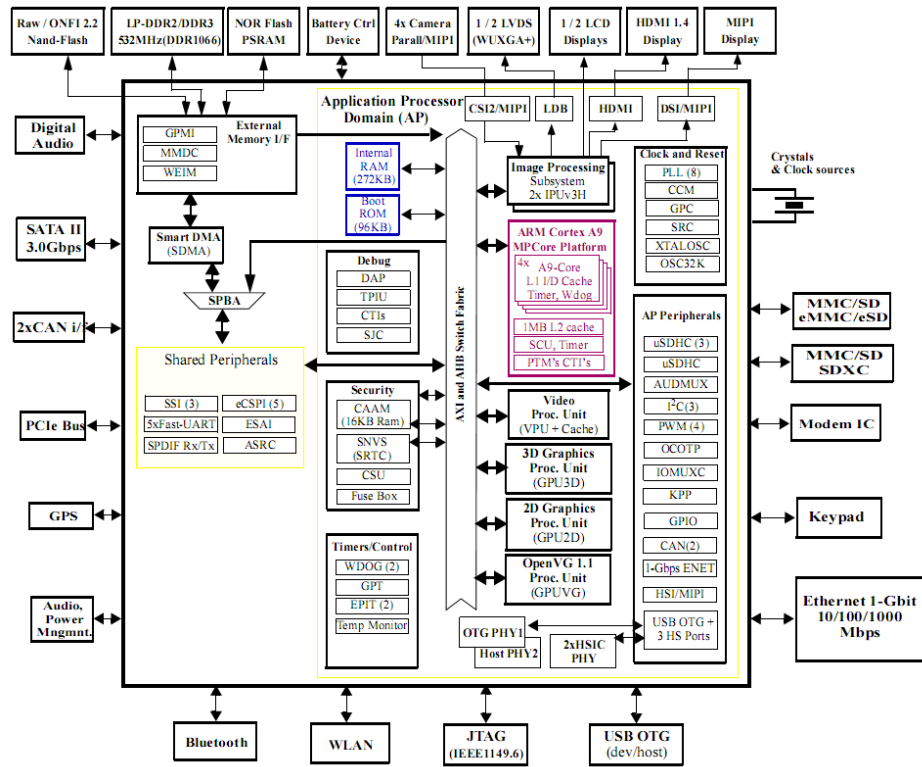 Raw / ONFI 2.2
Nand-Flash
LP-DDR2/DDR3
532MHz(DDR1066)
NOR Flash
PSRAM
Battery Ctrl
Device
4x Camera
Parall/MIPI
1 / 2 LVDS
(WUXGA+)
1 / 2 LCD
Displays
HDMI 1.4
Display
MIPI
Display
Digital
Audio
SATA II
3.0Gbps
2xCAN i/f
PCIe Bus
GPS
Audio,
Power
Mngmnt.
External
Memory I/F
GPMI
MMDC
WEIM
Smart DMA
(SDMA)
SPBA
Shared Peripherals
SSI (3)
eCSPI (5)
5xFast-UART
ESAI
SPDIF Rx/Tx
ASRC
Application Processor
Domain (AP)
Internal
RAM
(272KB)
Boot
ROM
(96KB)
Debug
DAP
TPIU
CTIs
SJC
Security
CAAM
(16KB Ram)
SNVS
(SRTC)
CSU
Fuse Box
Timers/Control
WDOG (2)
GPT
EPIT (2)
Temp Monitor
AXI and AHB Switch Fabric
CSI2/MIPI
LDB
HDMI
DSI/MIPI
Image Processing
Subsystem
2x IPUv3H
ARM Cortex A9
MPCore Platform
4x
A9-Core
L1 I/D Cache
Timer, Wdog
1MB L2 cache
SCU, Timer
PTM's CTI's
Video
Proc. Unit
(VPU + Cache)
3D Graphics
Proc. Unit
(GPU3D)
2D Graphics
Proc. Unit
(GPU2D)
OpenVG 1.1
Proc. Unit
(GPUVG)
OTG PHY1
Host PHY2
2xHSIC
PHY
Clock and Reset
PLL (8)
CCM
GPC
SRC
XTALOSC
OSC32K
AP Peripherals
uSDHC (3)
uSDHC
AUDMUX
I²C(3)
PWM (4)
OCOTP
IOMUXC
KPP
GPIO
CAN(2)
1-Gbps ENET
HSI/MIPI
USB OTG +
3 HS Ports
Crystals
& Clock sources
MMC/SD
eMMC/eSD
MMC/SD
SDXC
Modem IC
Keypad
Ethernet 1-Gbit
10/100/1000
Mbps
Bluetooth
WLAN
JTAG
(IEEE1149.6)
USB OTG
(dev/host)